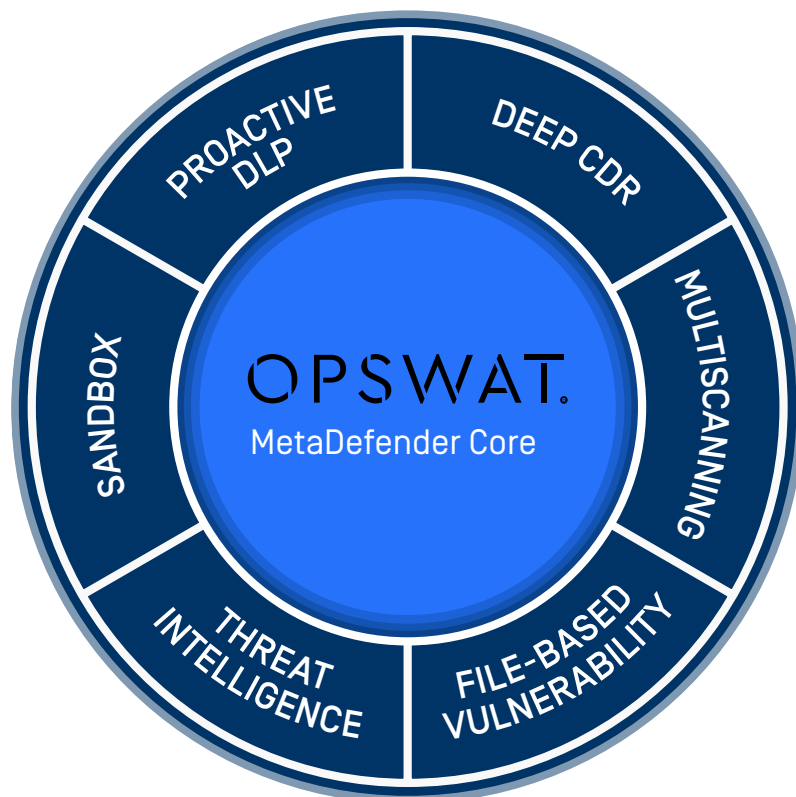 PROACTIVE
DLP
DEEP CDR
MULTISCANNING
FILE-BASED
VULNERABILITY
THREAT
INTELLIGENCE
SANDBOX
OPSWAT.
MetaDefender Core